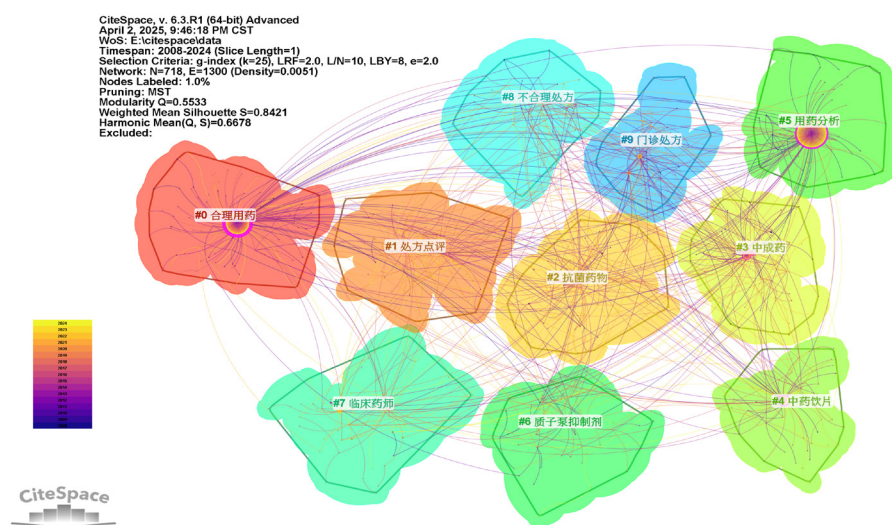 CiteSpace, v. 6.3.R1 (64-bit) Advanced
April 2, 2025, 9:46:18 PM CST
WoS: E:\citespace\data
Timespan: 2008-2024 (Slice Length=1)
Selection Criteria: g-index (k=25), LRF=2.0, L/N=10, LBY=8, e=2.0
Network: N=718, E=1300 (Density=0.0051)
Nodes Labeled: 1.0%
Pruning: MST
Modularity Q=0.5533
Weighted Mean Silhouette S=0.8421
Harmonic Mean(Q, S)=0.6678
Excluded:
#8 不合理处方
#5 用药分析
#9 门诊处方
#0 合理用药
#1 处方点评
#3 中成药
#2 抗菌药物
#7 临床药师
#4 中药饮片
#6 质子泵抑制剂
CiteSpace